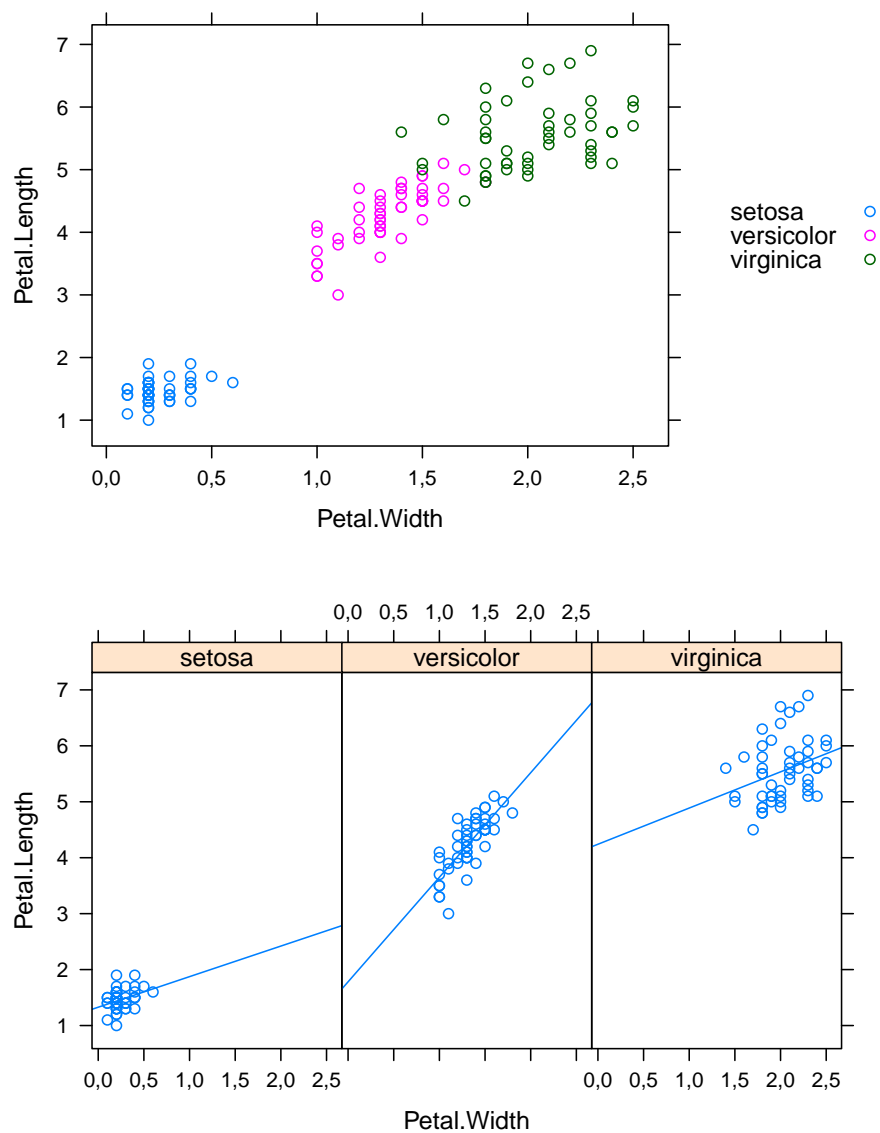 7
6
5
4
3
2
1
Petal.Length
0,0 0,5 1,0 1,5 2,0 2,5
Petal.Width
setosa
versicolor
virginica
0,0 0,5 1,0 1,5 2,0 2,5
setosa versicolor virginica
7
6
5
4
3
2
1
Petal.Length
0,0 0,5 1,0 1,5 2,0 2,5 0,0 0,5 1,0 1,5 2,0 2,5
Petal.Width